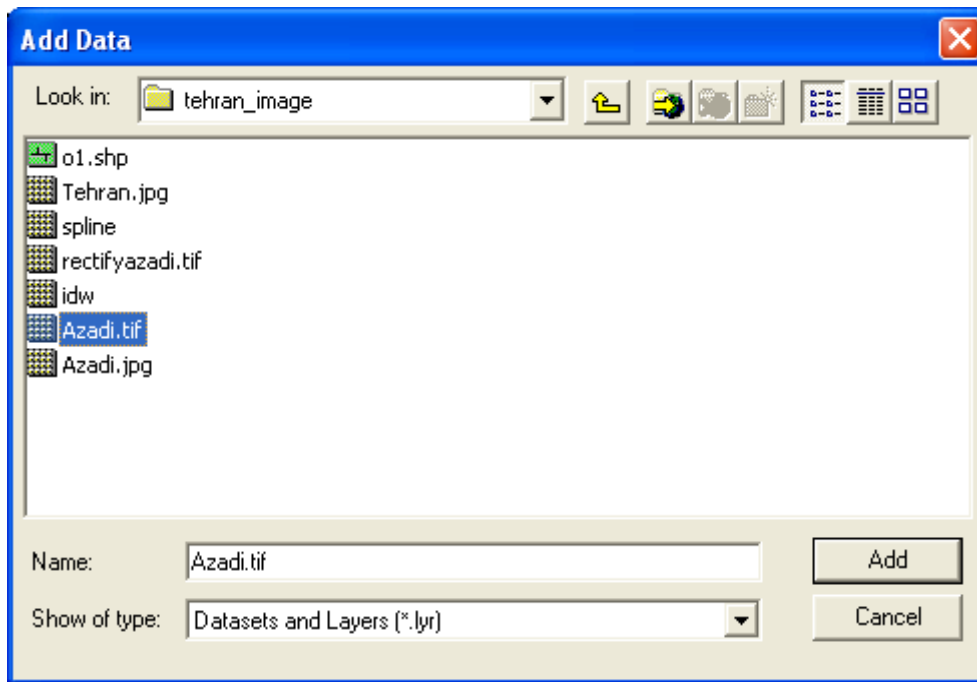 Add Data
Look in: tehran_image
o1.shp
Tehran.jpg
spline
rectifyazadi.tif
idw
Azadi.tif
Azadi.jpg
Name: Azadi.tif Add
Show of type: Datasets and Layers (*.lyr) Cancel